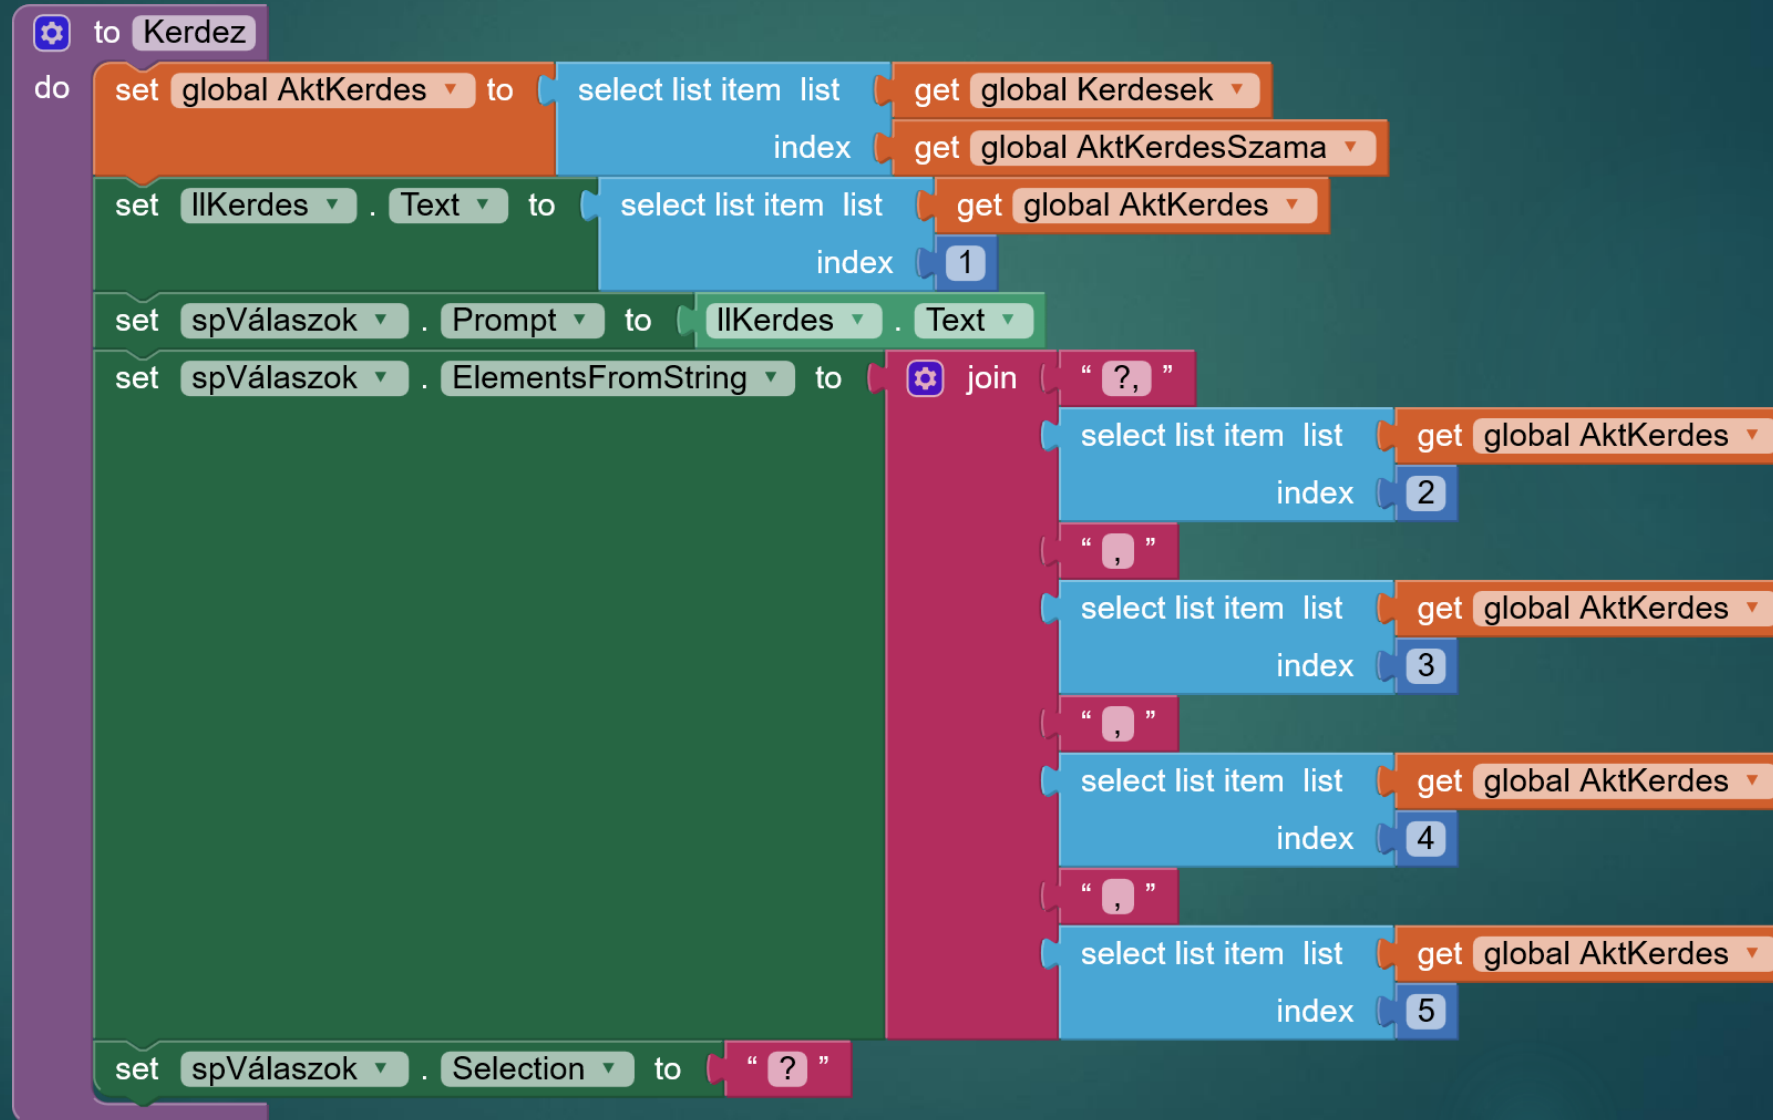 to Kerdez
do set global AktKerdes to select list item list get global Kerdesek
index get global AktKerdesSzama
set llKerdes . Text to select list item list get global AktKerdes
index 1
set spVálaszok . Prompt to llKerdes . Text
set spVálaszok . ElementsFromString to join “ ?, ”
select list item list get global AktKerdes
index 2
“ , ”
select list item list get global AktKerdes
index 3
“ , ”
select list item list get global AktKerdes
index 4
“ , ”
select list item list get global AktKerdes
index 5
set spVálaszok . Selection to “ ? ”